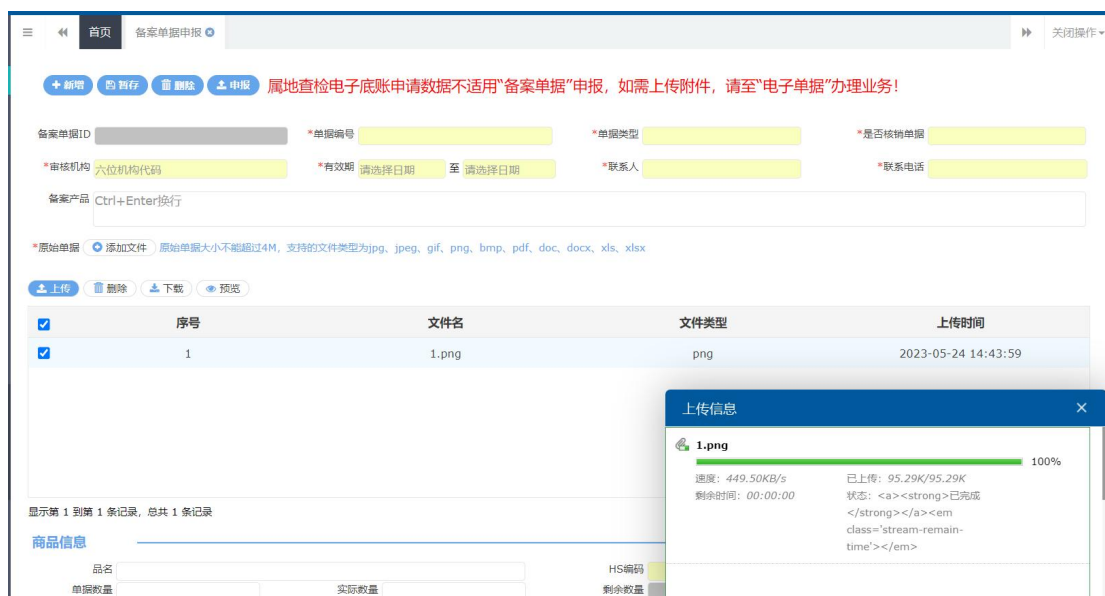 首页 备案单据申报 关闭操作
新增 暂存 删除 申报 属地查检电子底账申请数据不适用“备案单据”申报，如需上传附件，请至“电子单据”办理业务！
备案单据ID *单据编号 *单据类型 *是否核销单据
*审核机构 六位机构代码 *有效期 请选择日期 至 请选择日期 *联系人 *联系电话
备案产品 Ctrl+Enter换行
*原始单据 添加文件 原始单据大小不能超过4M，支持的文件类型为jpg、jpeg、gif、png、bmp、pdf、doc、docx、xls、xlsx
上传 删除 下载 预览
序号 文件名 文件类型 上传时间
1 1.png png 2023-05-24 14:43:59
上传信息
1.png
100%
速度：449.50KB/s 已上传：95.29K/95.29K
剩余时间：00:00:00 状态：<a><strong>已完成
</strong></a><em
class='stream-remain-
time'></em>
显示第 1 到第 1 条记录，总共 1 条记录
商品信息
品名 HS编码
单据数量 实际数量 剩余数量